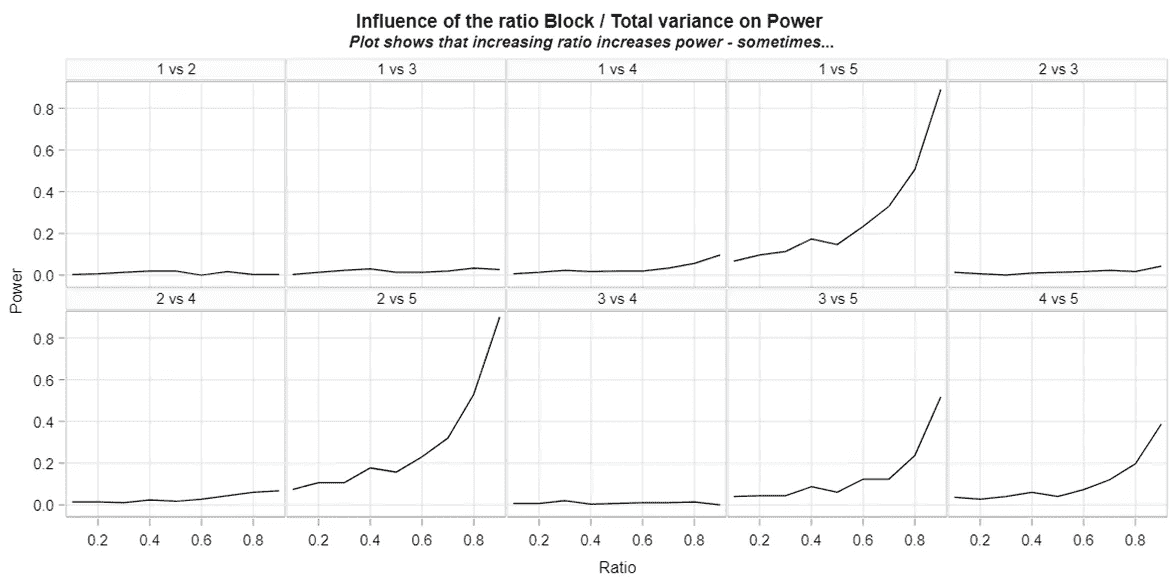 Influence of the ratio Block / Total variance on Power
Plot shows that increasing ratio increases power - sometimes...
1 vs 2 1 vs 3 1 vs 4 1 vs 5 2 vs 3
0.8
0.6
0.4
0.2
0.0
Power
2 vs 4 2 vs 5 3 vs 4 3 vs 5 4 vs 5
0.8
0.6
0.4
0.2
0.0
0.2 0.4 0.6 0.8 0.2 0.4 0.6 0.8 0.2 0.4 0.6 0.8 0.2 0.4 0.6 0.8 0.2 0.4 0.6 0.8
Ratio